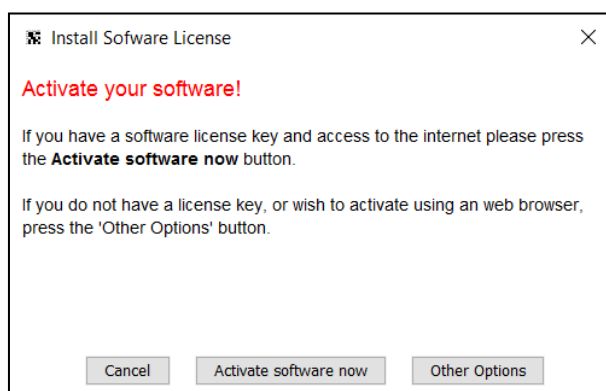 Install Sofware License
Activate your software!
If you have a software license key and access to the internet please press
the Activate software now button.
If you do not have a license key, or wish to activate using an web browser,
press the 'Other Options' button.
Cancel
Activate software now
Other Options